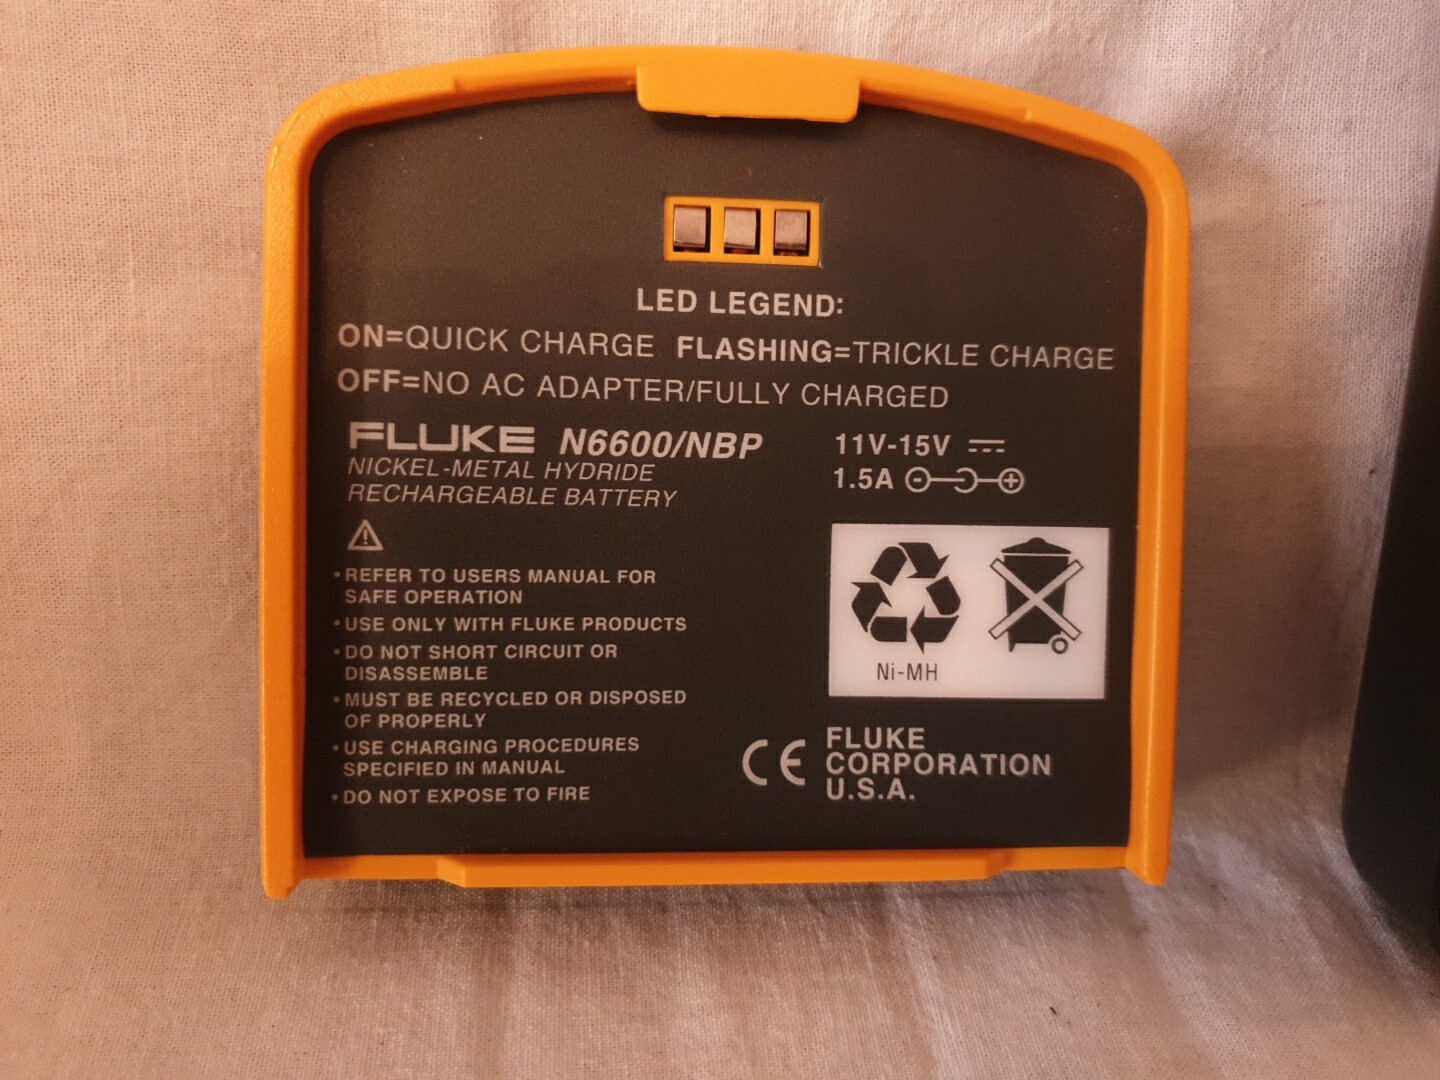 LED LEGEND:
ON=QUICK CHARGE FLASHING=TRICKLE CHARGE
OFF=NO AC ADAPTER/FULLY CHARGED
FLUKE N6600/NBP
NICKEL-METAL HYDRIDE
RECHARGEABLE BATTERY
11V-15V
1.5A
•REFER TO USERS MANUAL FOR
SAFE OPERATION
•USE ONLY WITH FLUKE PRODUCTS
•DO NOT SHORT CIRCUIT OR
DISASSEMBLE
•MUST BE RECYCLED OR DISPOSED
OF PROPERLY
•USE CHARGING PROCEDURES
SPECIFIED IN MANUAL
•DO NOT EXPOSE TO FIRE
Ni-MH
CE
FLUKE
CORPORATION
U.S.A.